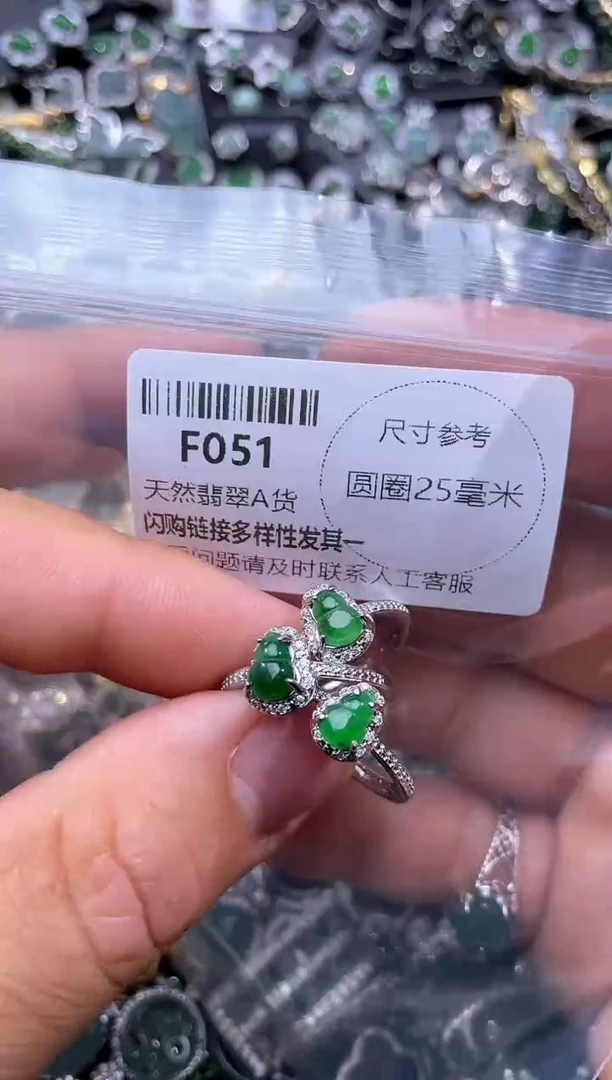 F051
天然翡翠A货
闪购链接多样性发其一
问题请及时联系人工客服
尺寸参考
圆圈25毫米